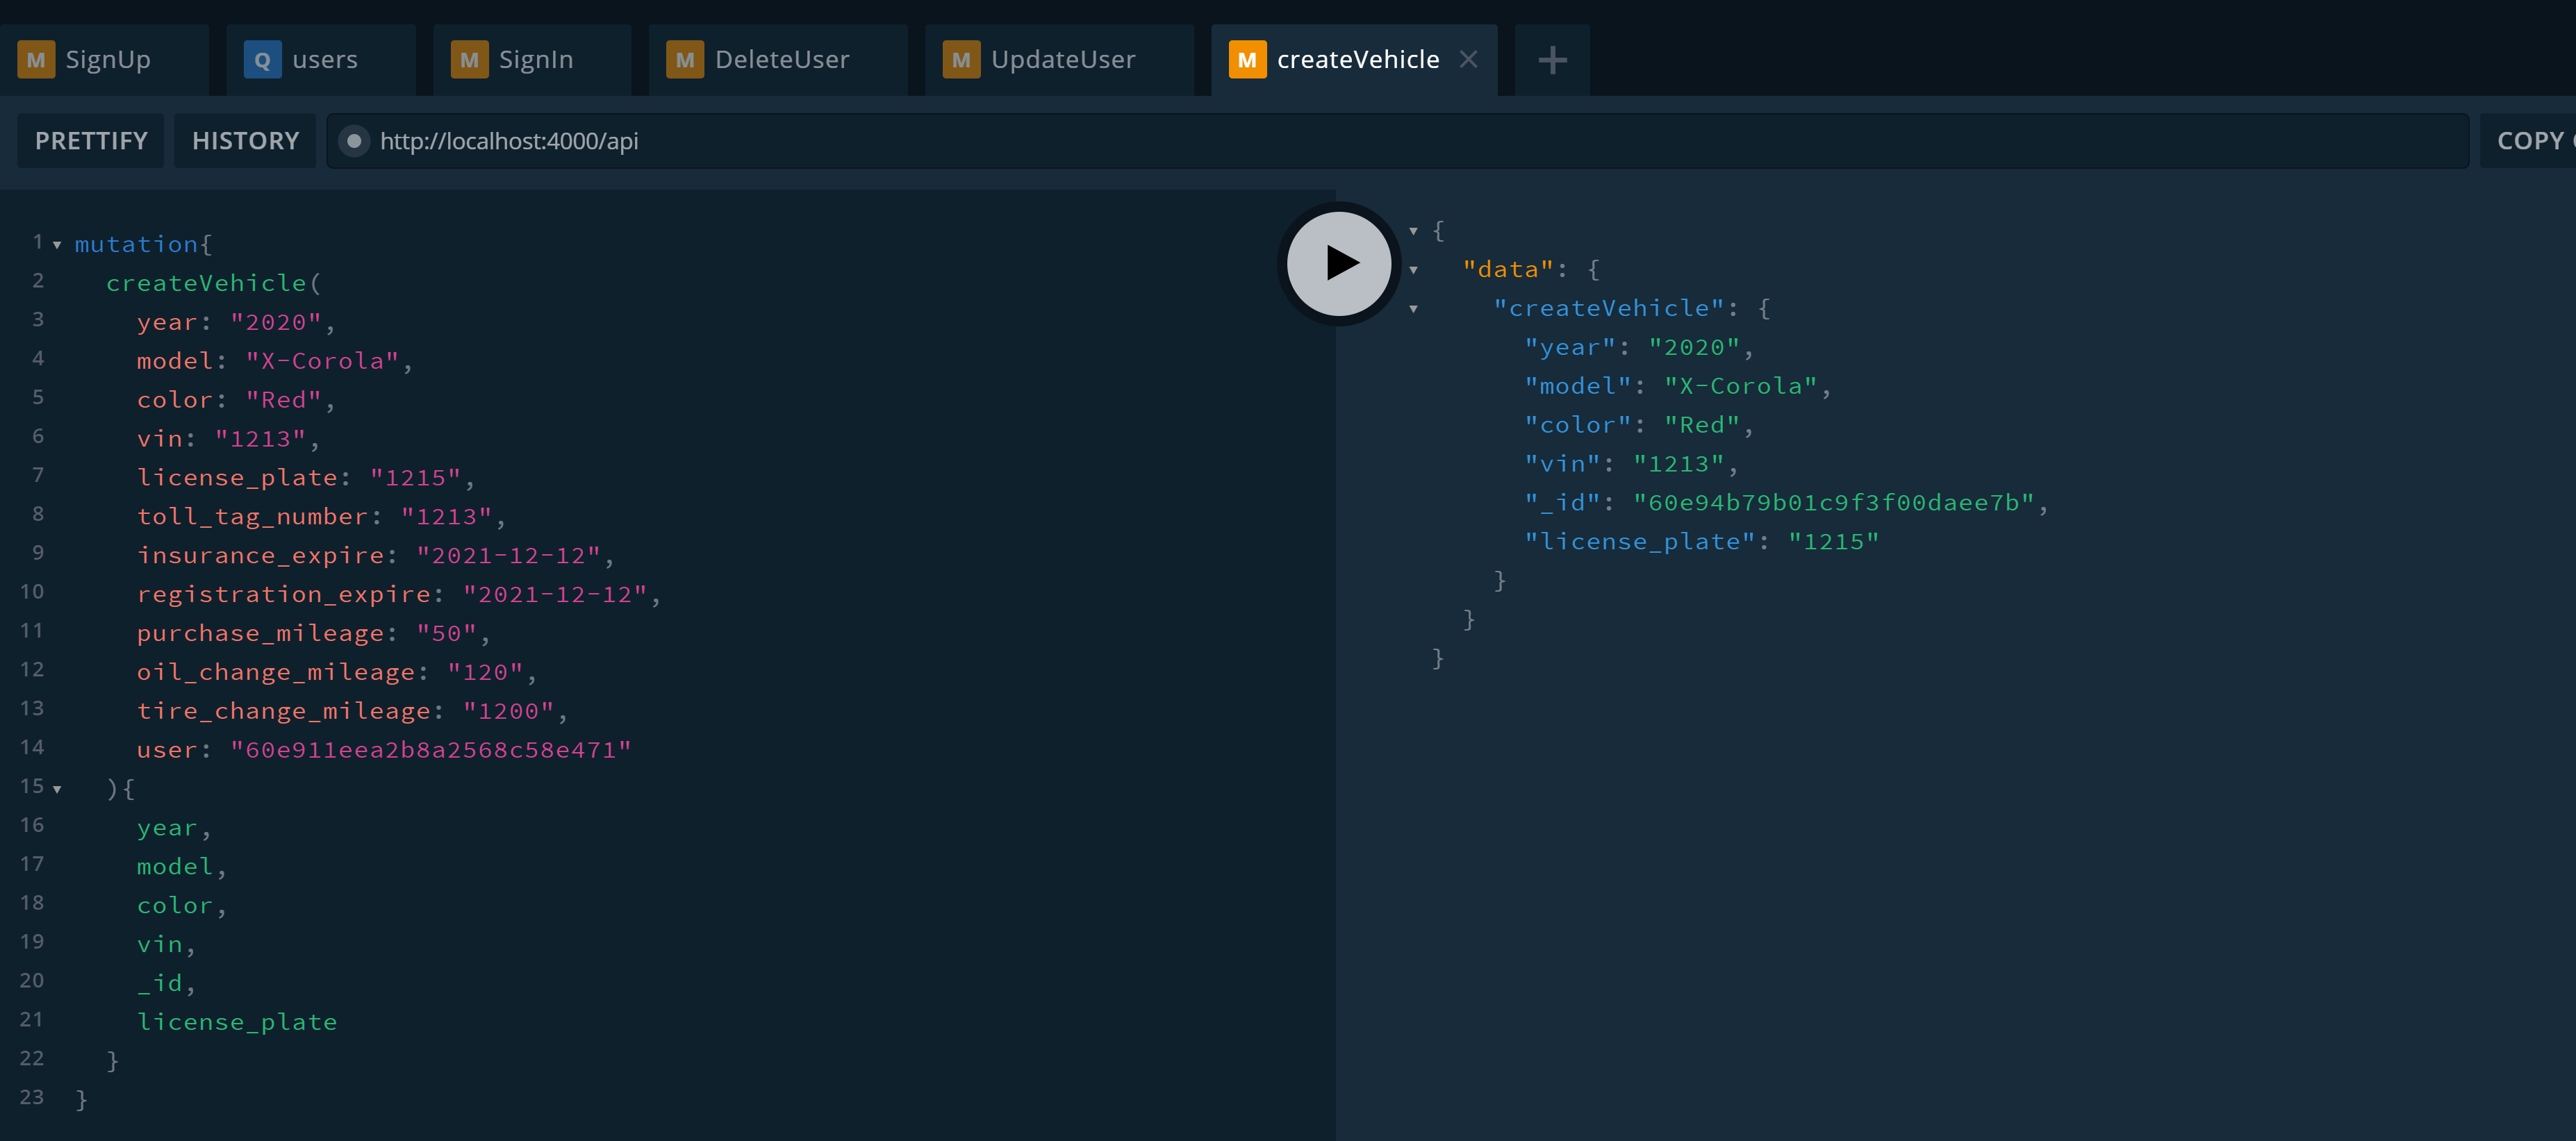 M SignUp Q users M SignIn M DeleteUser M UpdateUser M createVehicle
PRETTIFY HISTORY http://localhost:4000/api COPY
1 mutation{
2 createVehicle(
3 year: "2020",
4 model: "X-Corola",
5 color: "Red",
6 vin: "1213",
7 license_plate: "1215",
8 toll_tag_number: "1213",
9 insurance_expire: "2021-12-12",
10 registration_expire: "2021-12-12",
11 purchase_mileage: "50",
12 oil_change_mileage: "120",
13 tire_change_mileage: "1200",
14 user: "60e911eea2b8a2568c58e471"
15 ){
16 year,
17 model,
18 color,
19 vin,
20 _id,
21 license_plate
22 }
23 }
{
"data": {
"createVehicle": {
"year": "2020",
"model": "X-Corola",
"color": "Red",
"vin": "1213",
"_id": "60e94b79b01c9f3f00daee7b",
"license_plate": "1215"
}
}
}